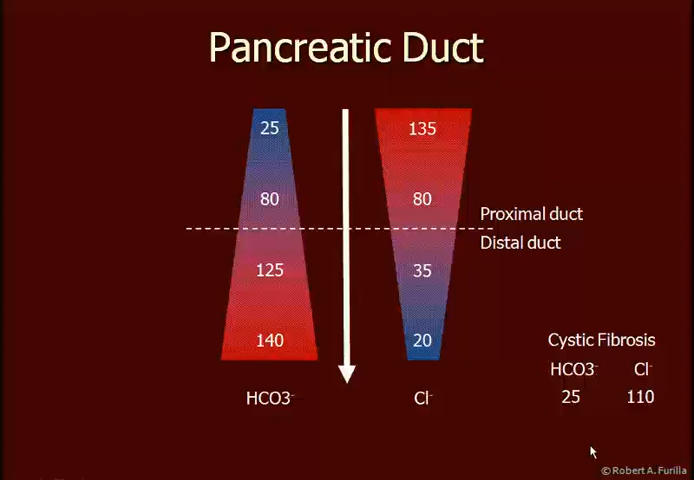 Pancreatic Duct
25
135
80
80
Proximal duct
Distal duct
125
35
140
20
Cystic Fibrosis
HCO3⁻ Cl⁻
25 110
HCO3⁻
Cl⁻
© Robert A. Furilla